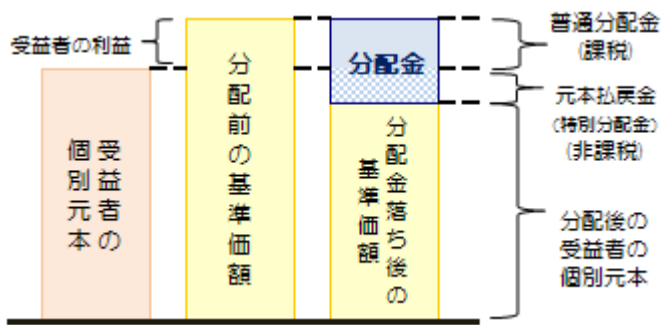 受益者の利益
受益者の
個別元本
分配前の基準価額
分配金
分配金落ち後の
基準価額
普通分配金
(課税)
元本払戻金
(特別分配金)
(非課税)
分配後の
受益者の
個別元本